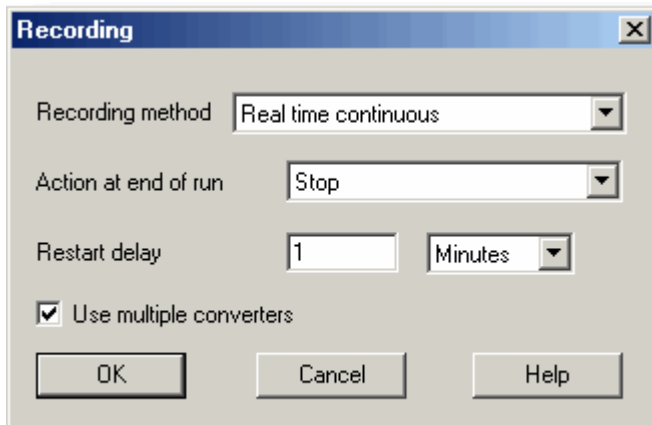 Recording
Recording method Real time continuous
Action at end of run Stop
Restart delay 1 Minutes
Use multiple converters
OK Cancel Help